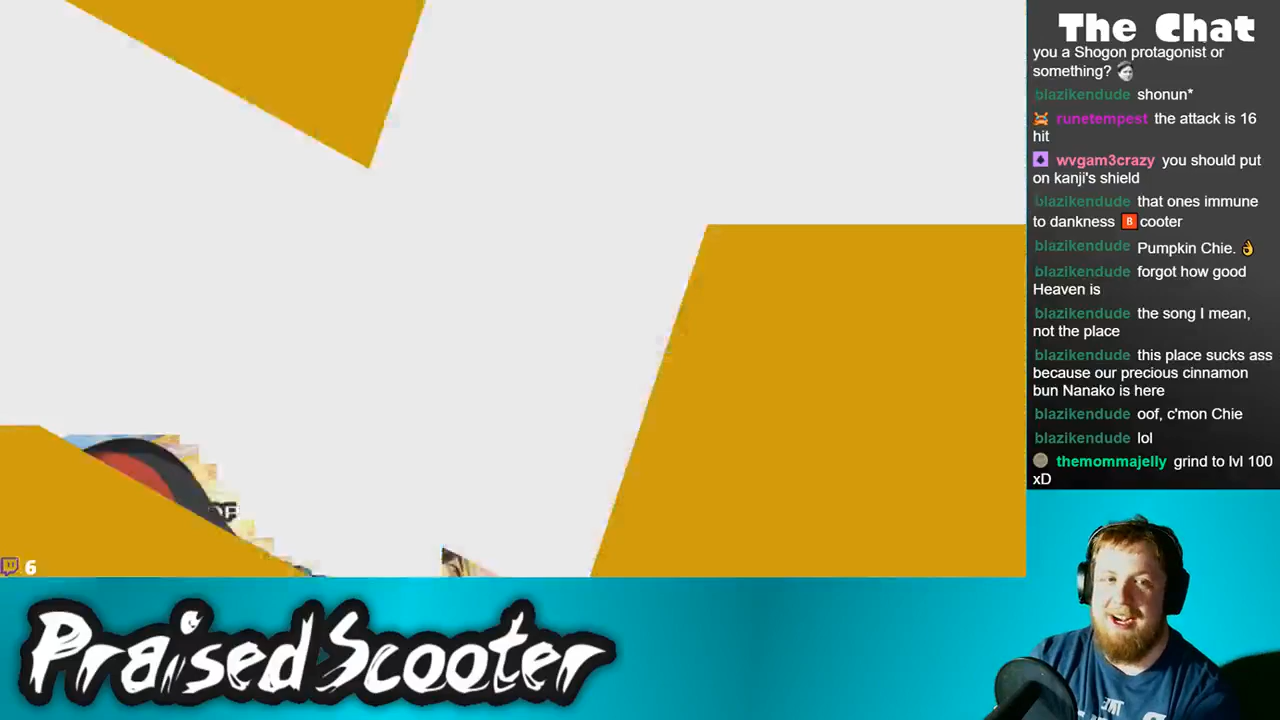 The Chat
you a Shogon protagonist or
something?
blazikendude shonun*
runetempest the attack is 16
hit
wvgam3crazy you should put
on kanji's shield
blazikendude that ones immune
to dankness B cooter
blazikendude Pumpkin Chie.
blazikendude forgot how good
Heaven is
blazikendude the song I mean,
not the place
blazikendude this place sucks ass
because our precious cinnamon
bun Nanako is here
blazikendude oof, c'mon Chie
blazikendude lol
themommajelly grind to lvl 100
xD
6
PraisedScooter